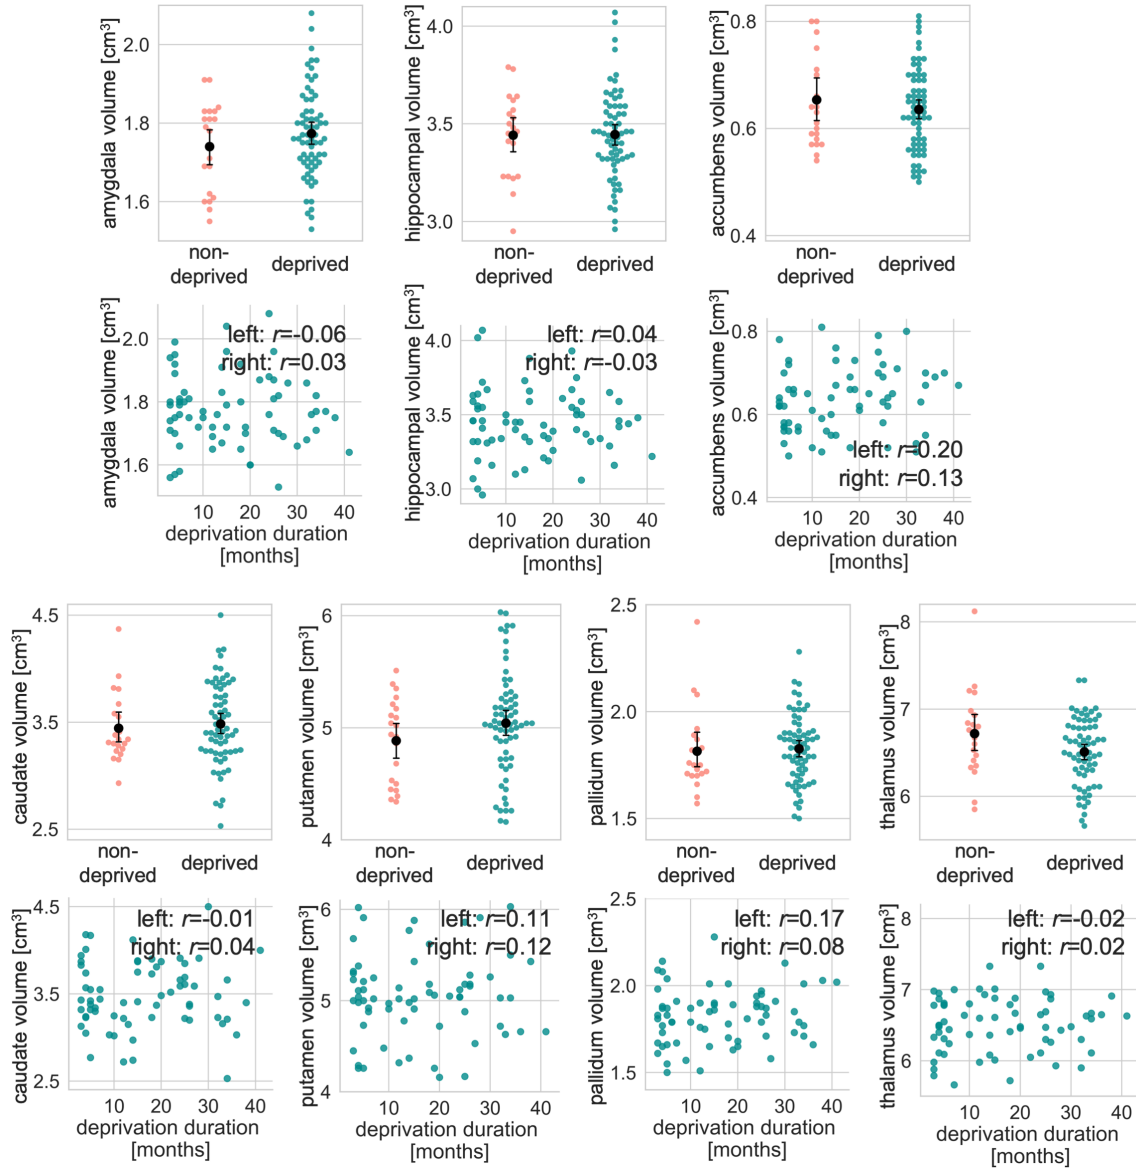 amygdala volume [cm³]
2.0
1.8
1.6
non-
deprived
deprived
hippocampal volume [cm³]
4.0
3.5
3.0
non-
deprived
deprived
accumbens volume [cm³]
0.8
0.6
0.4
non-
deprived
deprived
amygdala volume [cm³]
2.0
1.8
1.6
left: r=-0.06
right: r=0.03
10 20 30 40
deprivation duration
[months]
hippocampal volume [cm³]
4.0
3.5
3.0
left: r=0.04
right: r=-0.03
10 20 30 40
deprivation duration
[months]
accumbens volume [cm³]
0.8
0.6
0.4
left: r=0.20
right: r=0.13
10 20 30 40
deprivation duration
[months]
caudate volume [cm³]
4.5
3.5
2.5
non-
deprived
deprived
putamen volume [cm³]
6
5
4
non-
deprived
deprived
pallidum volume [cm³]
2.5
2.0
1.5
non-
deprived
deprived
thalamus volume [cm³]
8
7
6
non-
deprived
deprived
caudate volume [cm³]
4.5
3.5
2.5
left: r=-0.01
right: r=0.04
10 20 30 40
deprivation duration
[months]
putamen volume [cm³]
6
5
4
left: r=0.11
right: r=0.12
10 20 30 40
deprivation duration
[months]
pallidum volume [cm³]
2.5
2.0
1.5
left: r=0.17
right: r=0.08
10 20 30 40
deprivation duration
[months]
thalamus volume [cm³]
8
7
6
left: r=-0.02
right: r=0.02
10 20 30 40
deprivation duration
[months]